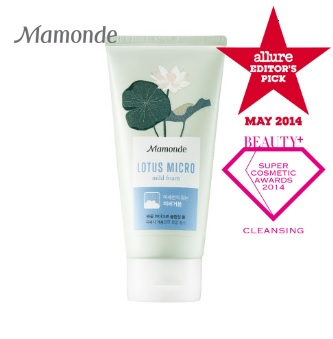 Mamonde
allure
EDITOR'S
PICK
MAY 2014
BEAUTY+
SUPER
COSMETIC
AWARDS
2014
CLEANSING
Mamonde
LOTUS MICRO
mild foam